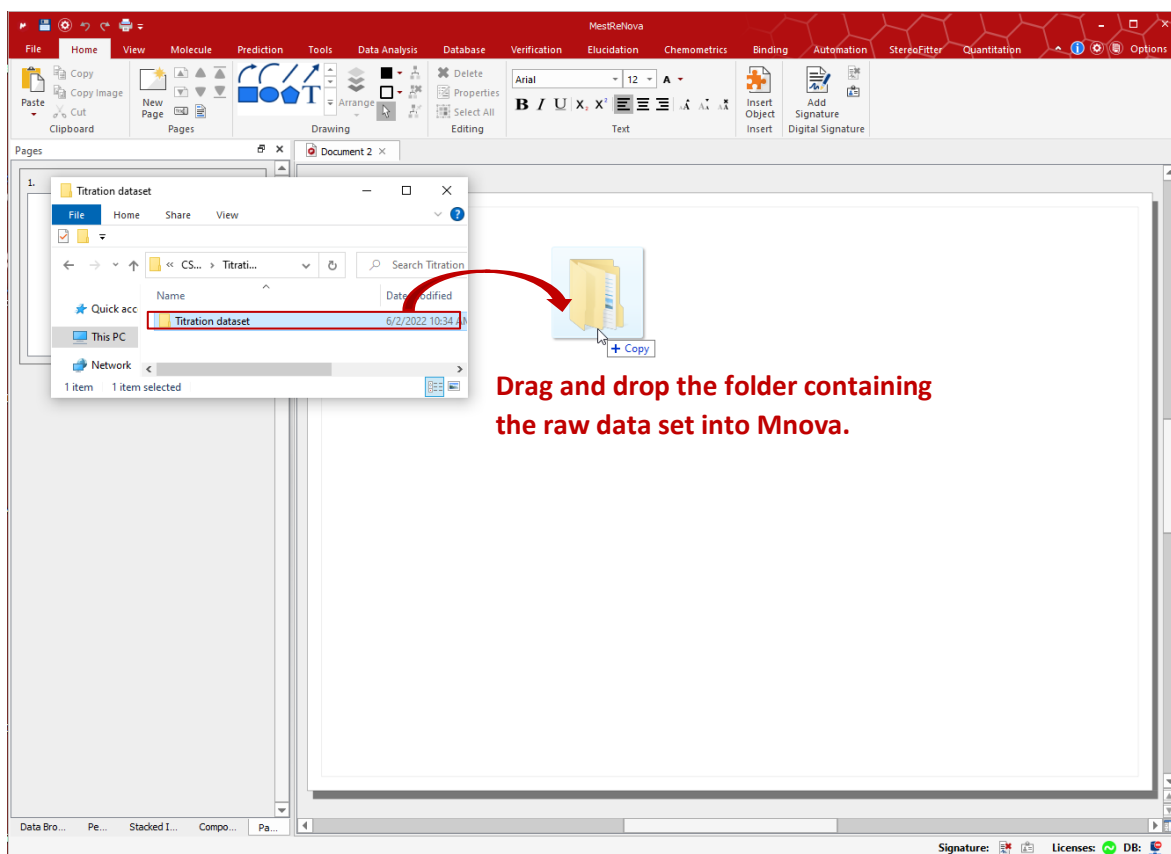 MestReNova
File Home View Molecule Prediction Tools Data Analysis Database Verification Elucidation Chemometrics Binding Automation StereoFitter Quantitation Options
Paste
Copy
Copy Image
Cut
Clipboard
New
Page
Pages
T
Arrange
Drawing
Delete
Properties
Select All
Editing
Arial 12 A
B I U X, X²
Text
Insert
Object
Insert
Add
Signature
Digital Signature
Pages
Document 2
1.
Titration dataset
File Home Share View
« CS... › Titrati...
Search Titration
Name Date modified
Quick acc
Titration dataset 6/2/2022 10:34 AM
This PC
Network
1 item 1 item selected
+ Copy
Drag and drop the folder containing
the raw data set into Mnova.
Data Bro... Pe... Stacked I... Compo... Pa...
Signature: Licenses: DB: